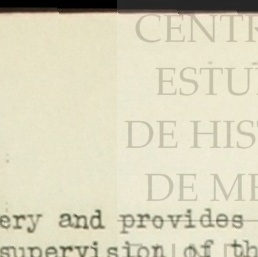 CENTR
ESTU
DE HIS
DE ME
ery and provides
supervision of th